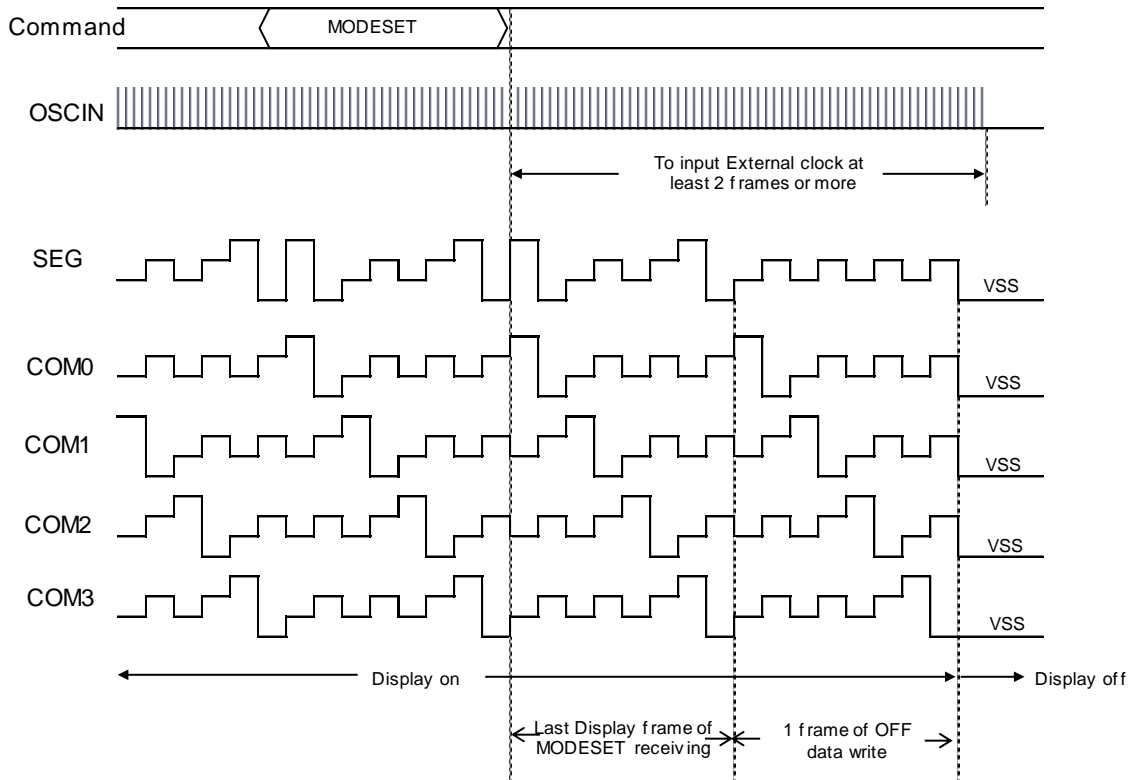 Command
MODESET
OSCIN
To input External clock at
least 2 frames or more
SEG
VSS
COM0
VSS
COM1
VSS
COM2
VSS
COM3
VSS
Display on
Display off
Last Display frame of
MODESET receiving
1 frame of OFF
data write